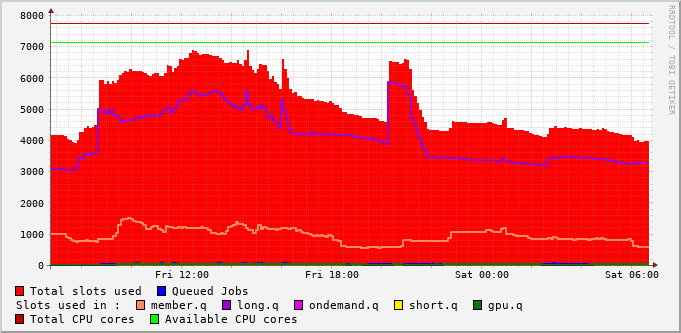 8000
7000
6000
5000
4000
3000
2000
1000
0
Fri 12:00 Fri 18:00 Sat 00:00 Sat 06:00
Total slots used Queued Jobs
Slots used in : member.q long.q ondemand.q short.q gpu.q
Total CPU cores Available CPU cores
RRDTOOL / TOBI OETIKER